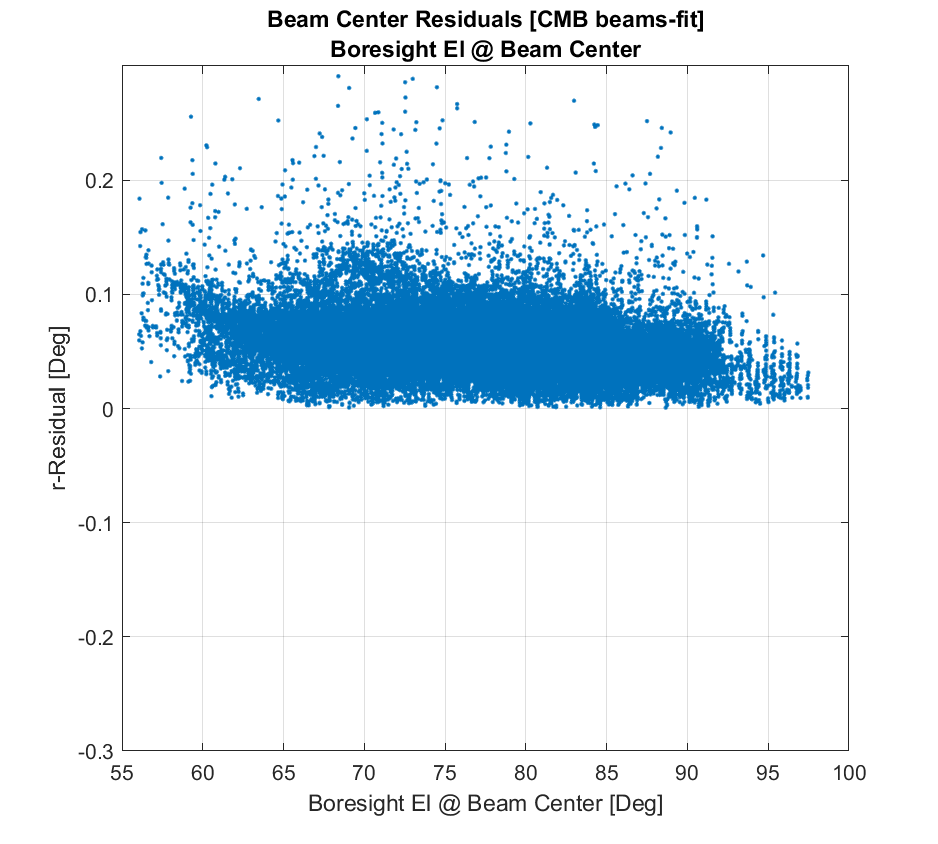 Beam Center Residuals [CMB beams-fit]
Boresight El @ Beam Center
r-Residual [Deg]
0.2
0.1
0
-0.1
-0.2
-0.3
55 60 65 70 75 80 85 90 95 100
Boresight El @ Beam Center [Deg]